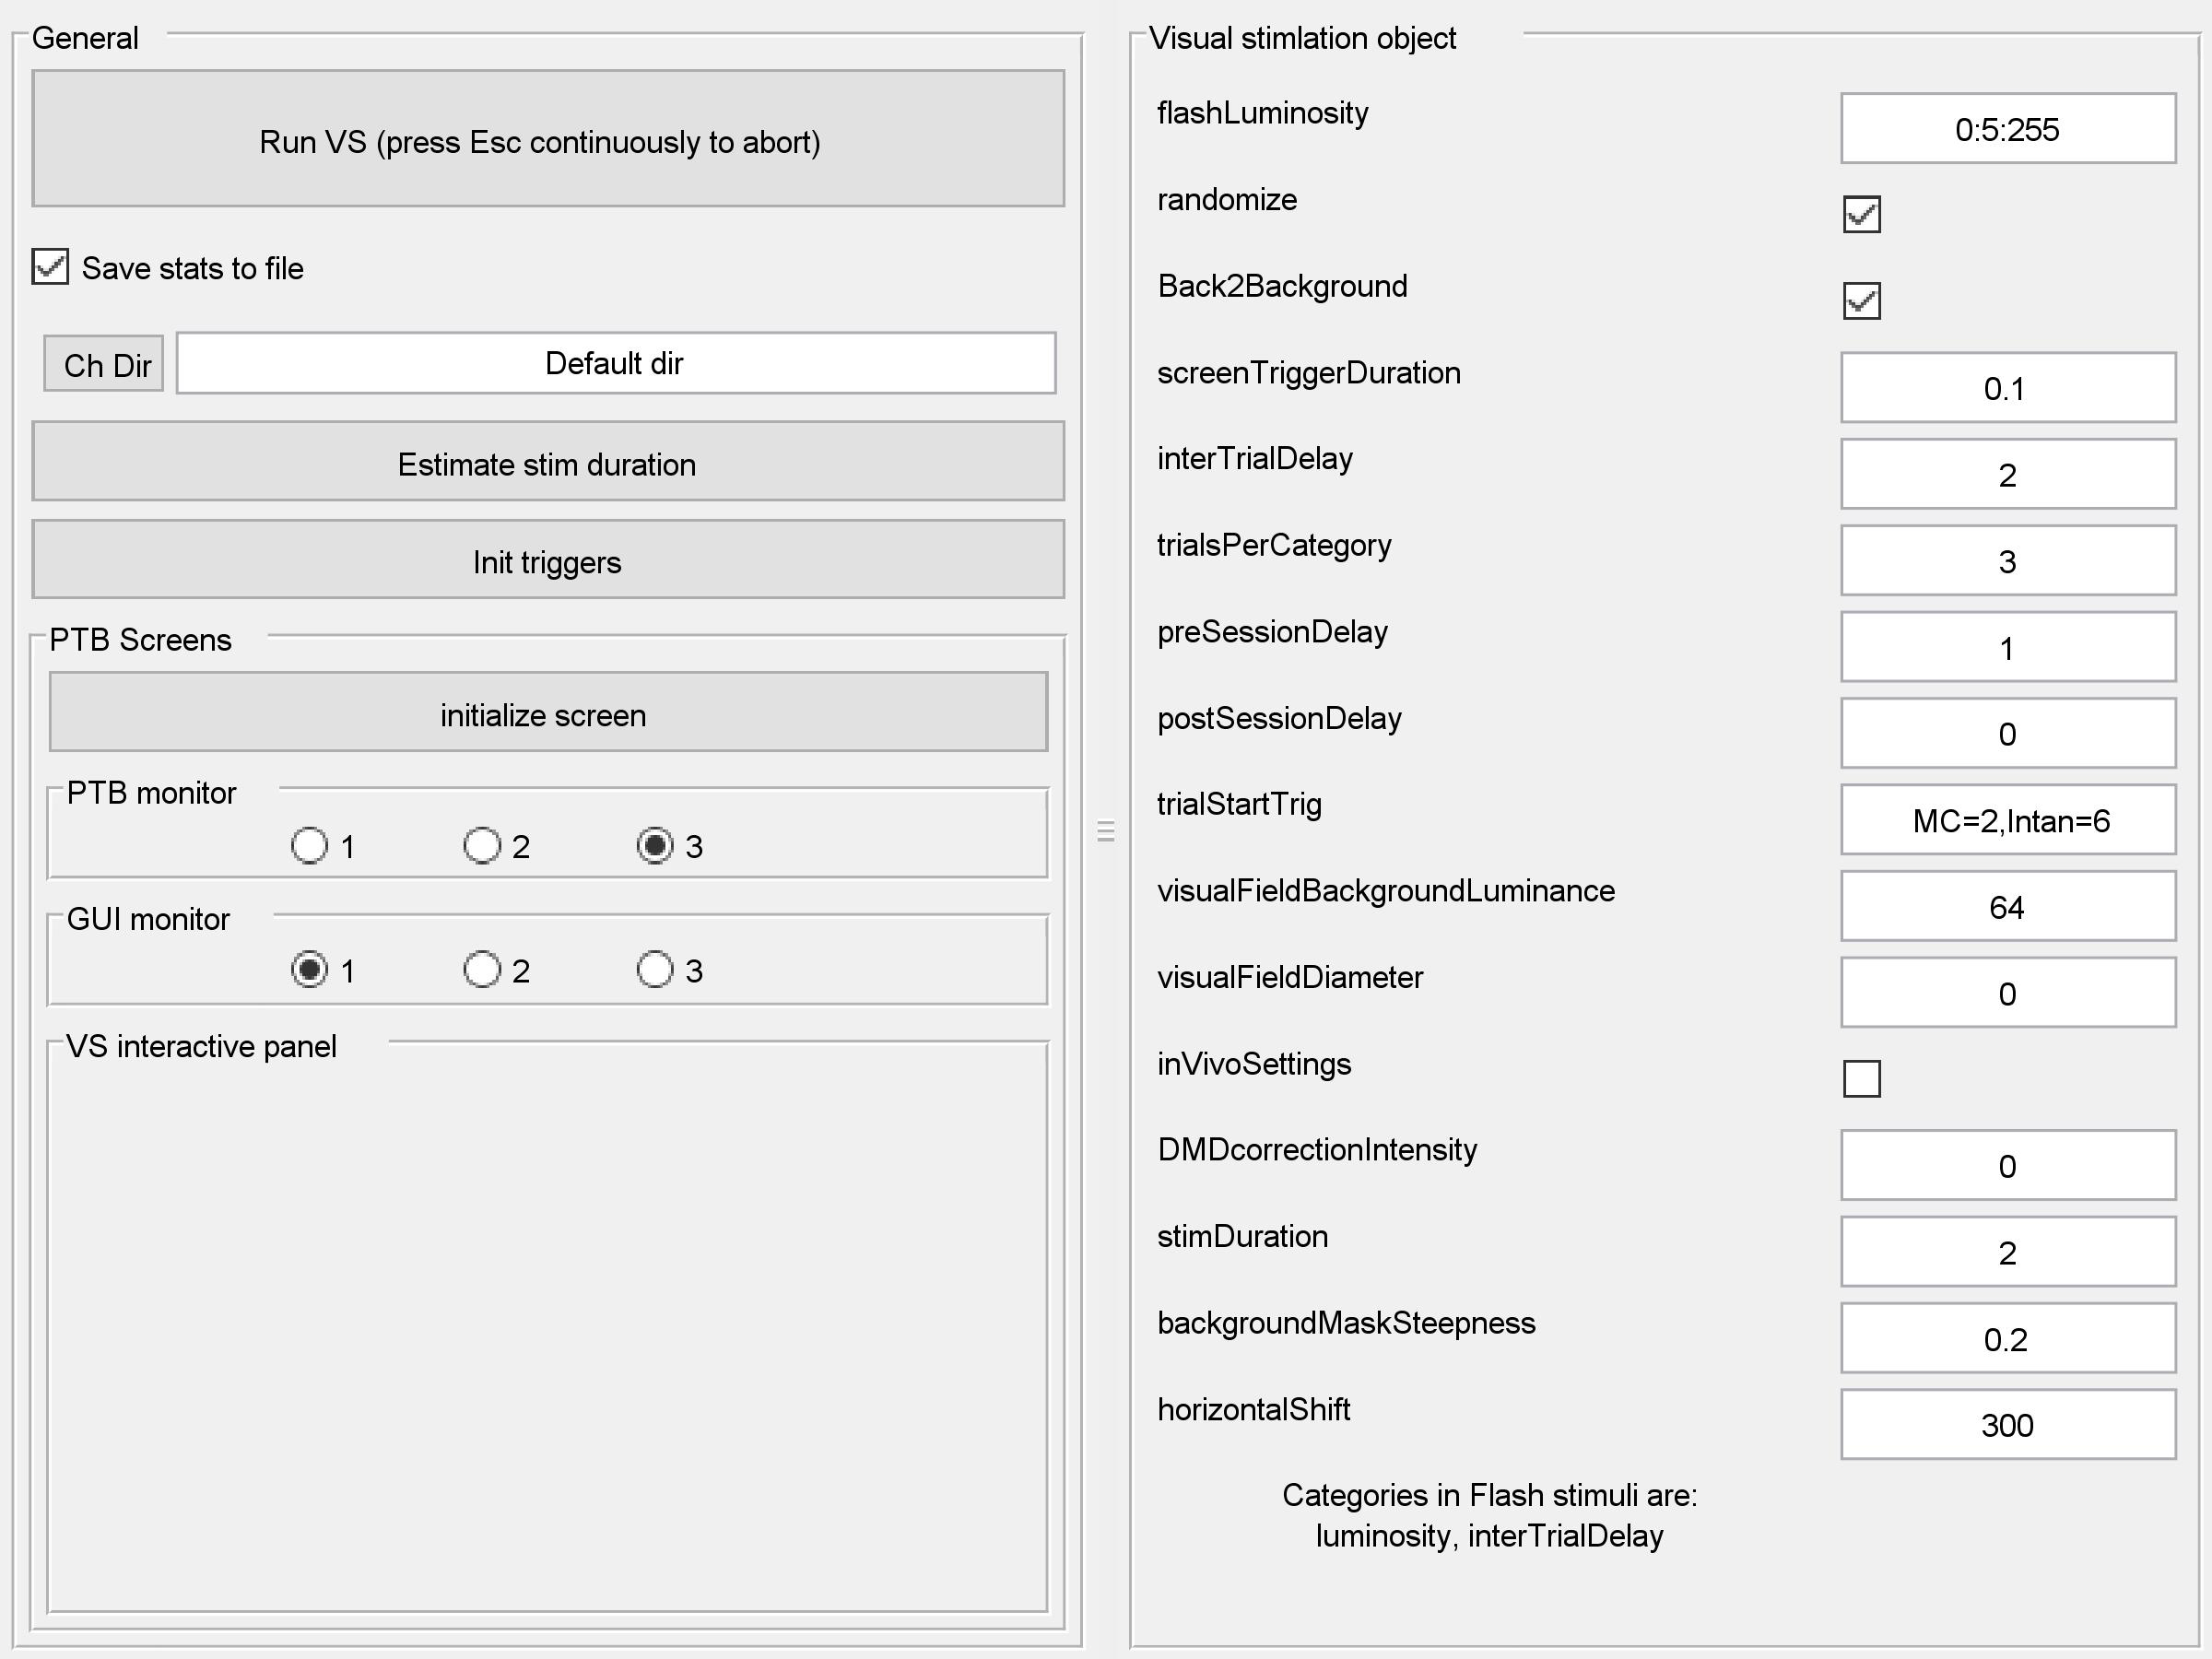 General
Run VS (press Esc continuously to abort)
Save stats to file
Ch Dir
Default dir
Estimate stim duration
Init triggers
PTB Screens
initialize screen
PTB monitor
1 2 3
GUI monitor
1 2 3
VS interactive panel
Visual stimlation object
flashLuminosity 0:5:255
randomize
Back2Background
screenTriggerDuration 0.1
interTrialDelay 2
trialsPerCategory 3
preSessionDelay 1
postSessionDelay 0
trialStartTrig MC=2,Intan=6
visualFieldBackgroundLuminance 64
visualFieldDiameter 0
inVivoSettings
DMDcorrectionIntensity 0
stimDuration 2
backgroundMaskSteepness 0.2
horizontalShift 300
Categories in Flash stimuli are:
luminosity, interTrialDelay